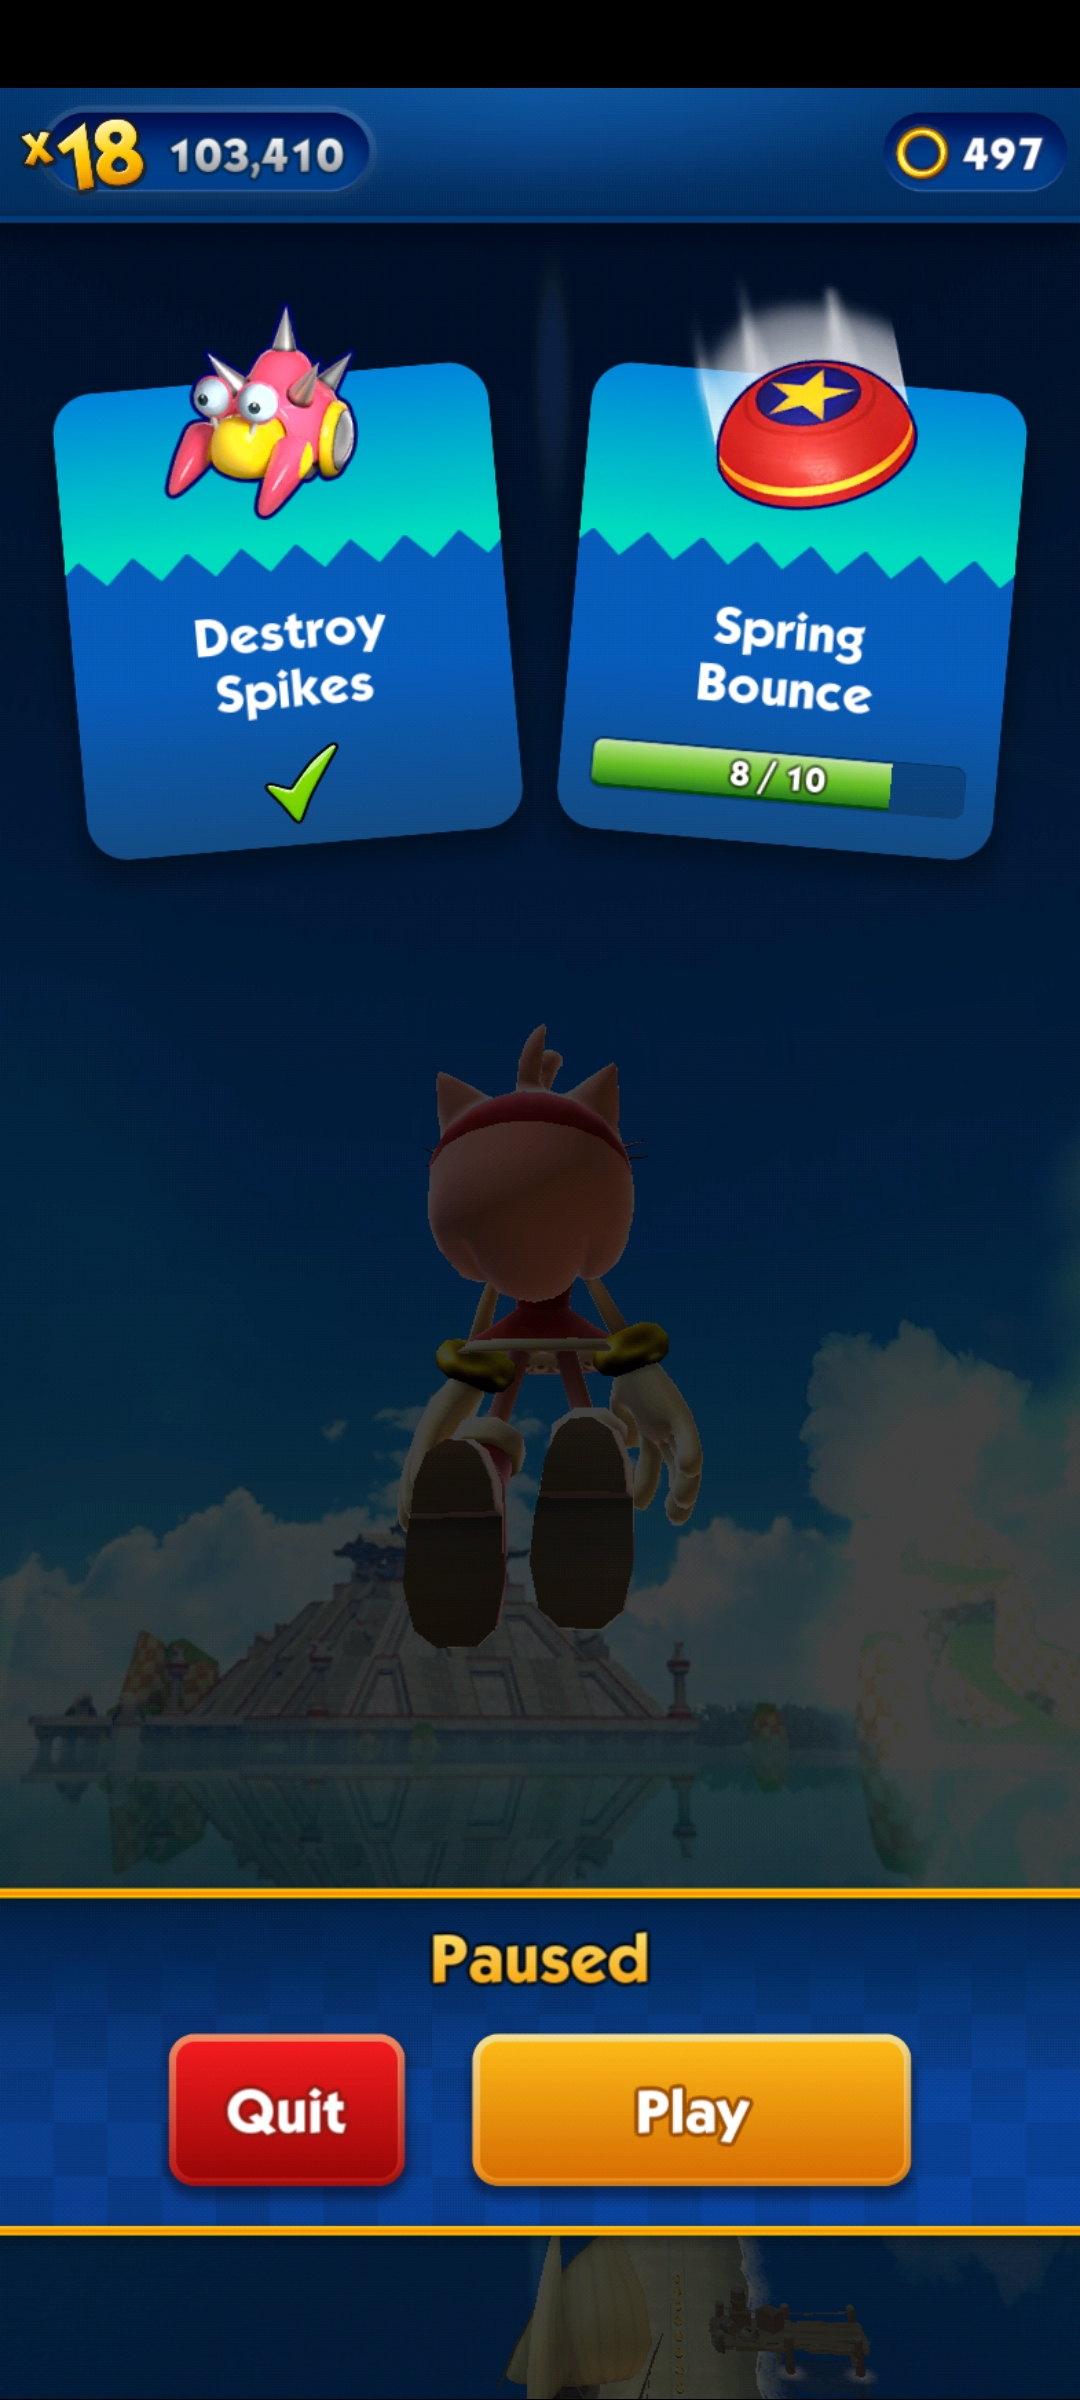 x18 103,410 497
Destroy
Spikes
Spring
Bounce
8 / 10
Paused
Quit Play